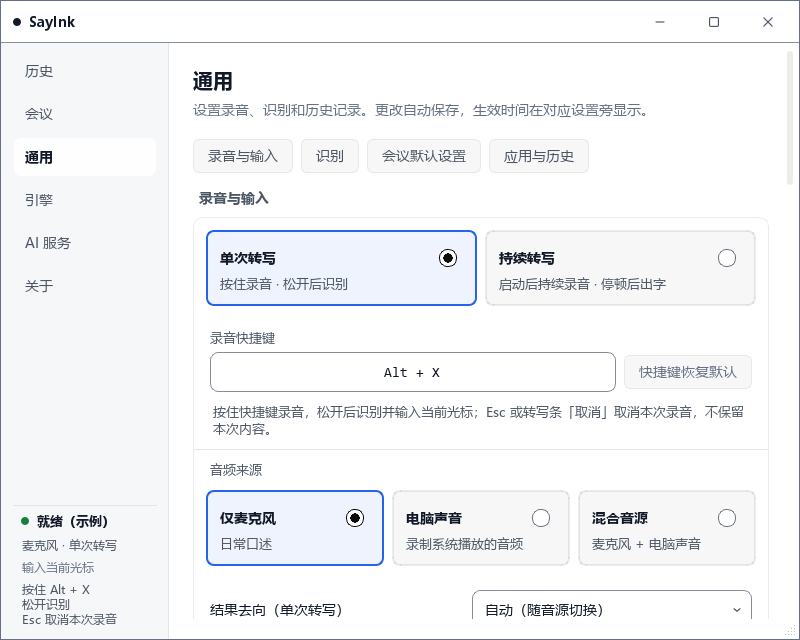 SayInk
历史
会议
通用
引擎
AI 服务
关于
就绪（示例）
麦克风 · 单次转写
输入当前光标
按住 Alt + X
松开识别
Esc 取消本次录音
通用
设置录音、识别和历史记录。更改自动保存，生效时间在对应设置旁显示。
录音与输入 识别 会议默认设置 应用与历史
录音与输入
单次转写
按住录音 · 松开后识别
持续转写
启动后持续录音 · 停顿后出字
录音快捷键
Alt + X
快捷键恢复默认
按住快捷键录音，松开后识别并输入当前光标；Esc 或转写条「取消」取消本次录音，不保留
本次内容。
音频来源
仅麦克风
日常口述
电脑声音
录制系统播放的音频
混合音源
麦克风 + 电脑声音
结果去向（单次转写）
自动（随音源切换）